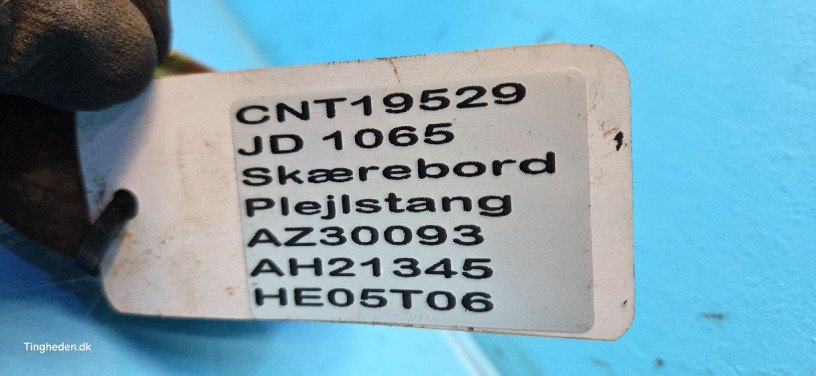 CNT19529
JD 1065
Skærebord
Plejlstang
AZ30093
AH21345
HE05T06
Tingheden.dk